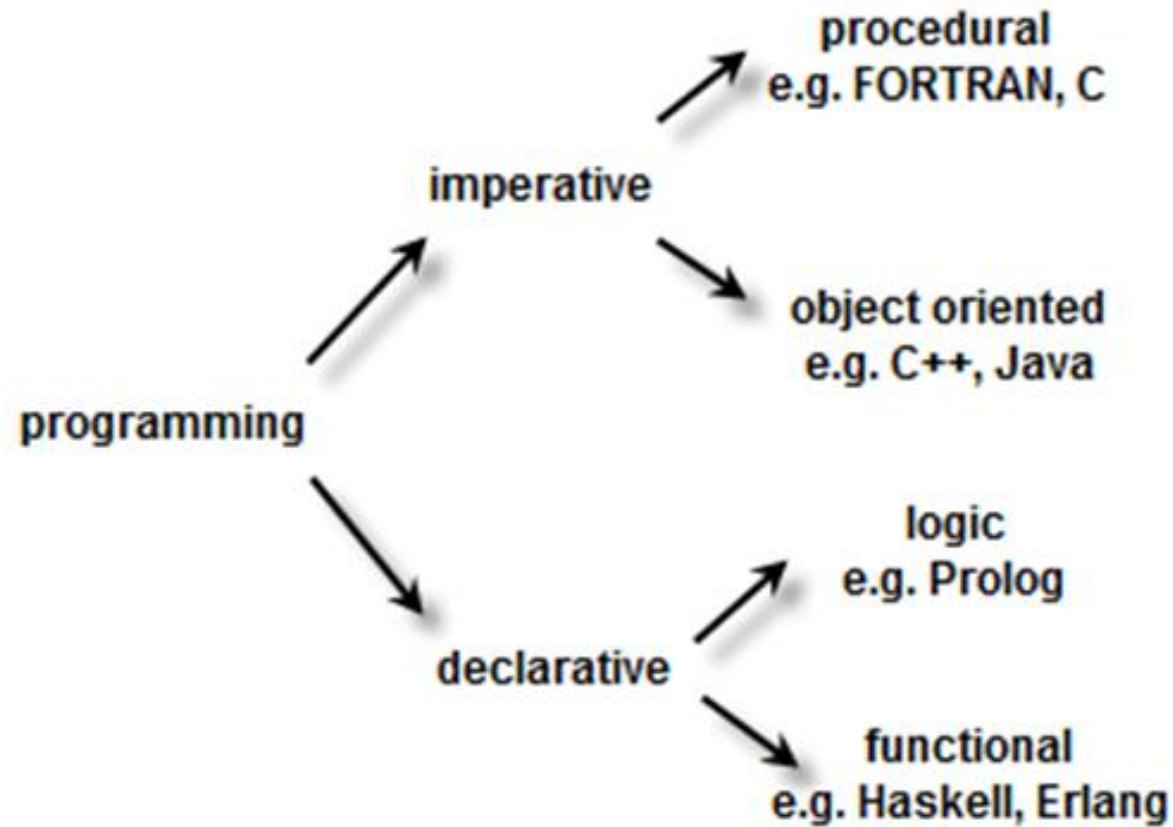 procedural
e.g. FORTRAN, C
imperative
object oriented
e.g. C++, Java
programming
logic
e.g. Prolog
declarative
functional
e.g. Haskell, Erlang